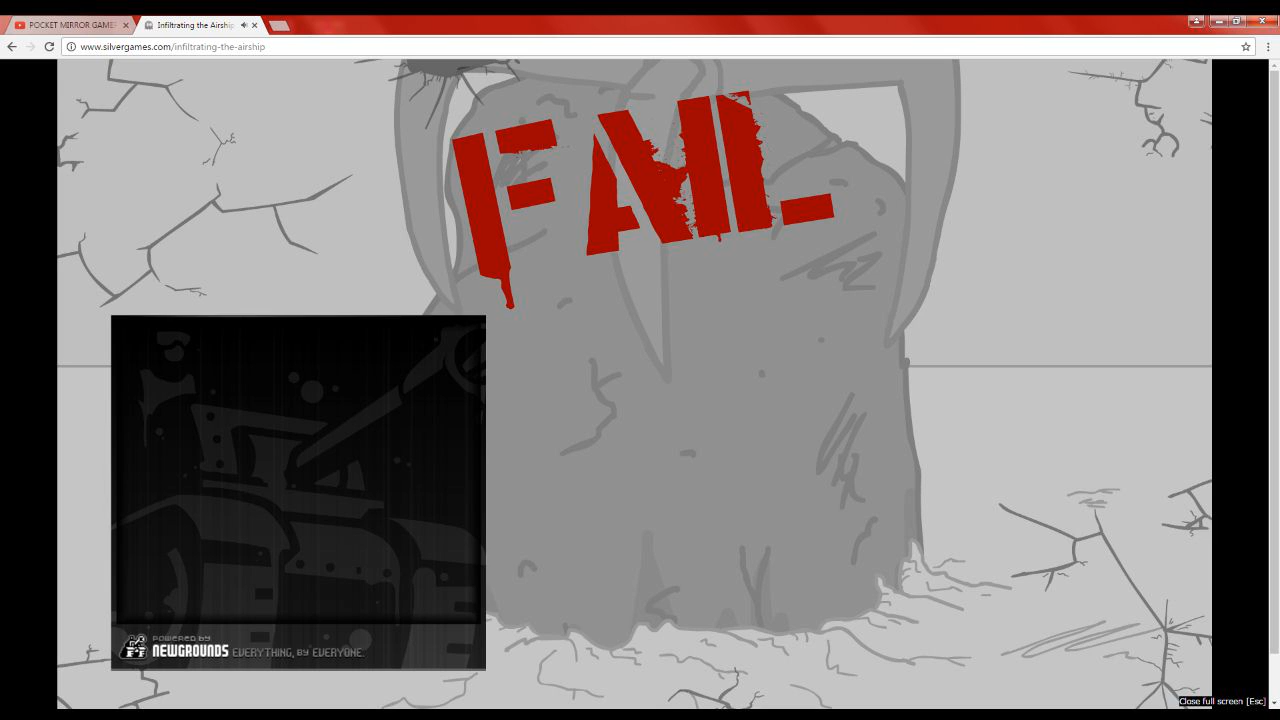 POCKET MIRROR GAME
Infiltrating the Airship
www.silvergames.com/infiltrating-the-airship
FAIL
POWERED BY
NEWGROUNDS EVERYTHING, BY EVERYONE.
Close full screen [Esc]